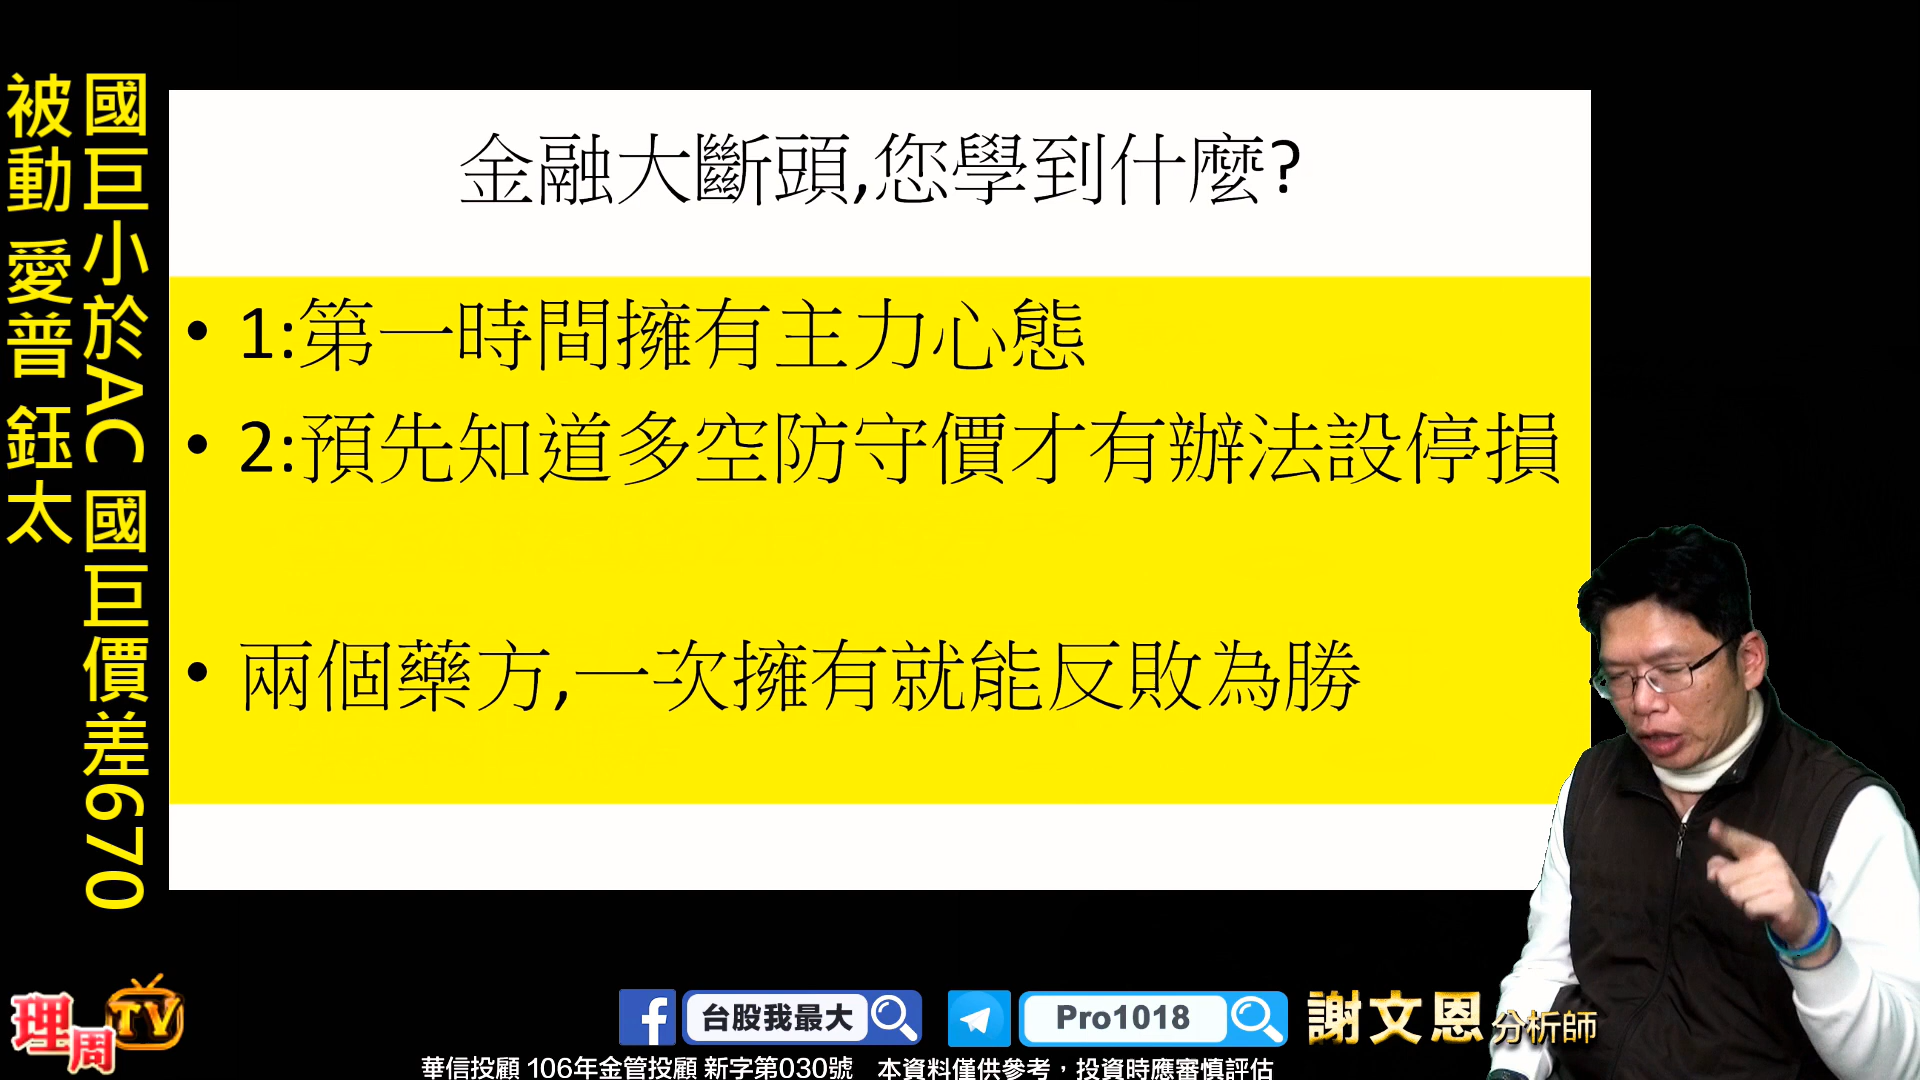 國巨小於AC 國巨價差670
被動 愛普 鈺太
金融大斷頭,您學到什麼?
• 1:第一時間擁有主力心態
• 2:預先知道多空防守價才有辦法設停損
• 兩個藥方,一次擁有就能反敗為勝
理周TV
台股我最大
Pro1018
謝文恩分析師
華信投顧 106年金管投顧 新字第030號 本資料僅供參考，投資時應審慎評估